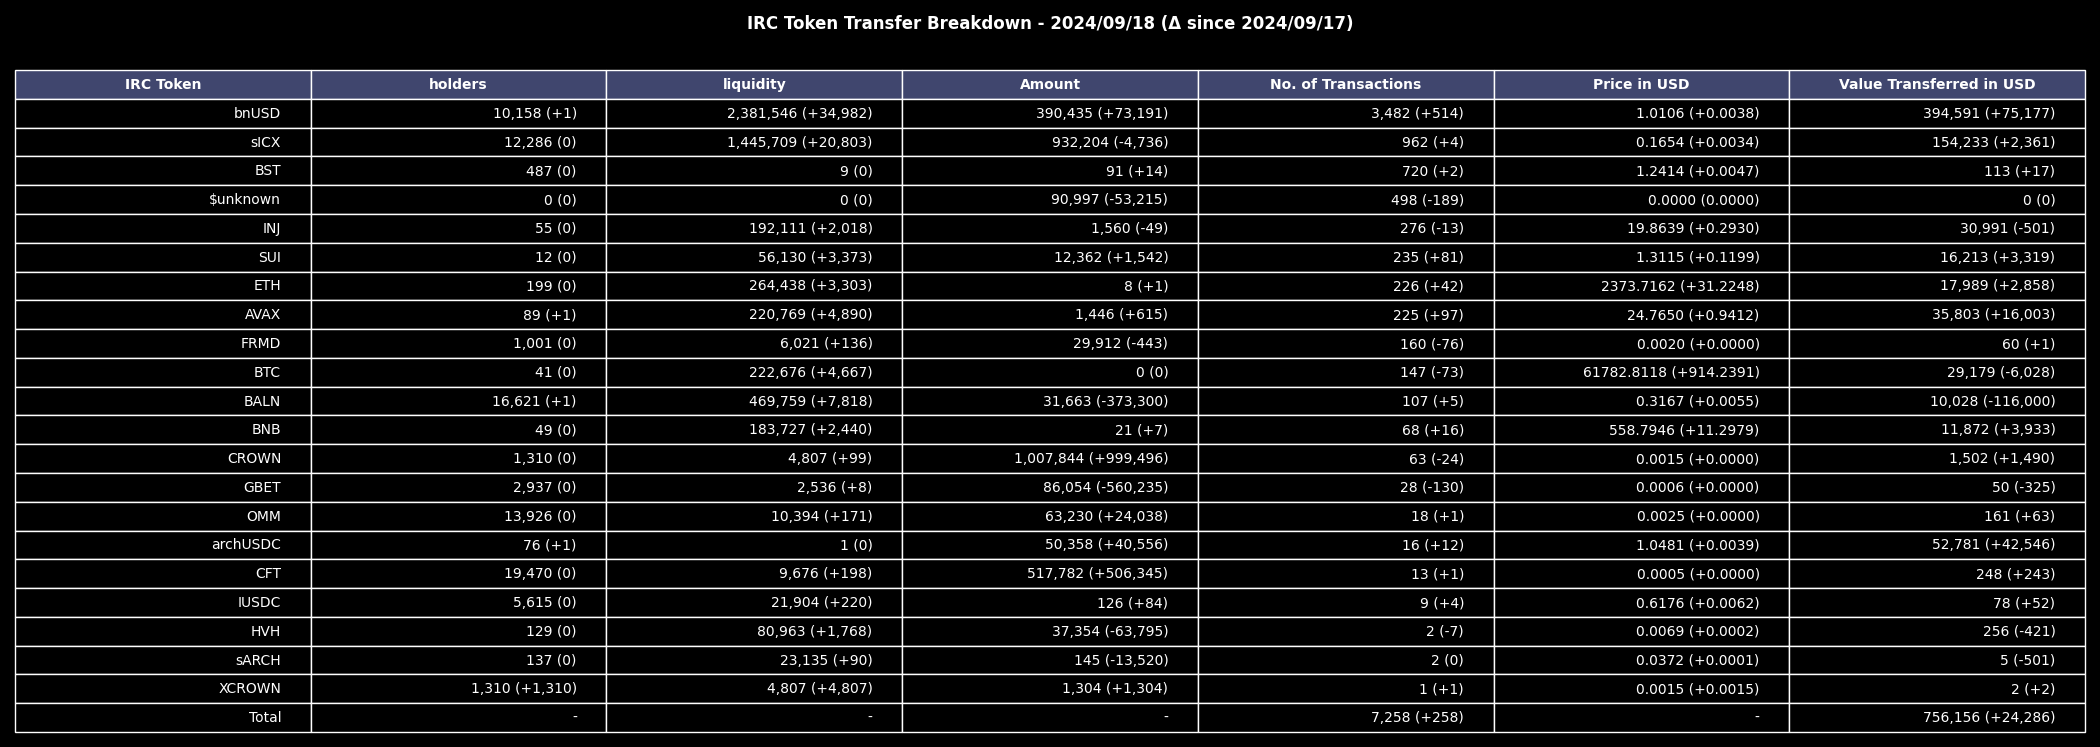 IRC Token Transfer Breakdown - 2024/09/18 (Δ since 2024/09/17)
IRC Token holders liquidity Amount No. of Transactions Price in USD Value Transferred in USD
bnUSD 10,158 (+1) 2,381,546 (+34,982) 390,435 (+73,191) 3,482 (+514) 1.0106 (+0.0038) 394,591 (+75,177)
sICX 12,286 (0) 1,445,709 (+20,803) 932,204 (-4,736) 962 (+4) 0.1654 (+0.0034) 154,233 (+2,361)
BST 487 (0) 9 (0) 91 (+14) 720 (+2) 1.2414 (+0.0047) 113 (+17)
$unknown 0 (0) 0 (0) 90,997 (-53,215) 498 (-189) 0.0000 (0.0000) 0 (0)
INJ 55 (0) 192,111 (+2,018) 1,560 (-49) 276 (-13) 19.8639 (+0.2930) 30,991 (-501)
SUI 12 (0) 56,130 (+3,373) 12,362 (+1,542) 235 (+81) 1.3115 (+0.1199) 16,213 (+3,319)
ETH 199 (0) 264,438 (+3,303) 8 (+1) 226 (+42) 2373.7162 (+31.2248) 17,989 (+2,858)
AVAX 89 (+1) 220,769 (+4,890) 1,446 (+615) 225 (+97) 24.7650 (+0.9412) 35,803 (+16,003)
FRMD 1,001 (0) 6,021 (+136) 29,912 (-443) 160 (-76) 0.0020 (+0.0000) 60 (+1)
BTC 41 (0) 222,676 (+4,667) 0 (0) 147 (-73) 61782.8118 (+914.2391) 29,179 (-6,028)
BALN 16,621 (+1) 469,759 (+7,818) 31,663 (-373,300) 107 (+5) 0.3167 (+0.0055) 10,028 (-116,000)
BNB 49 (0) 183,727 (+2,440) 21 (+7) 68 (+16) 558.7946 (+11.2979) 11,872 (+3,933)
CROWN 1,310 (0) 4,807 (+99) 1,007,844 (+999,496) 63 (-24) 0.0015 (+0.0000) 1,502 (+1,490)
GBET 2,937 (0) 2,536 (+8) 86,054 (-560,235) 28 (-130) 0.0006 (+0.0000) 50 (-325)
OMM 13,926 (0) 10,394 (+171) 63,230 (+24,038) 18 (+1) 0.0025 (+0.0000) 161 (+63)
archUSDC 76 (+1) 1 (0) 50,358 (+40,556) 16 (+12) 1.0481 (+0.0039) 52,781 (+42,546)
CFT 19,470 (0) 9,676 (+198) 517,782 (+506,345) 13 (+1) 0.0005 (+0.0000) 248 (+243)
IUSDC 5,615 (0) 21,904 (+220) 126 (+84) 9 (+4) 0.6176 (+0.0062) 78 (+52)
HVH 129 (0) 80,963 (+1,768) 37,354 (-63,795) 2 (-7) 0.0069 (+0.0002) 256 (-421)
sARCH 137 (0) 23,135 (+90) 145 (-13,520) 2 (0) 0.0372 (+0.0001) 5 (-501)
XCROWN 1,310 (+1,310) 4,807 (+4,807) 1,304 (+1,304) 1 (+1) 0.0015 (+0.0015) 2 (+2)
Total - - - 7,258 (+258) - 756,156 (+24,286)